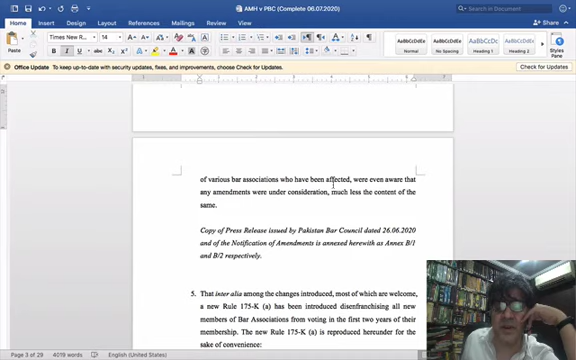 AMH v PBC (Complete 06.07.2020)
Search in Document
Home Insert Design Layout References Mailings Review View
Share
Paste
Times New R... 14
AaBbCcDc AaBbCcDc AaBbCcDc AaBbCcDc
Normal No Spacing Heading 1 Heading 2
Styles Pane
Office Update To keep up-to-date with security updates, fixes, and improvements, choose Check for Updates.
Check for Updates
of various bar associations who have been affected, were even aware that
any amendments were under consideration, much less the content of the
same.
Copy of Press Release issued by Pakistan Bar Council dated 26.06.2020
and of the Notification of Amendments is annexed herewith as Annex B/1
and B/2 respectively.
5. That inter alia among the changes introduced, most of which are welcome,
a new Rule 175-K (a) has been introduced disenfranchising all new
members of Bar Associations from voting in the first two years of their
membership. The new Rule 175-K (a) is reproduced hereunder for the
sake of convenience:
Page 3 of 29 4019 words English (United States)